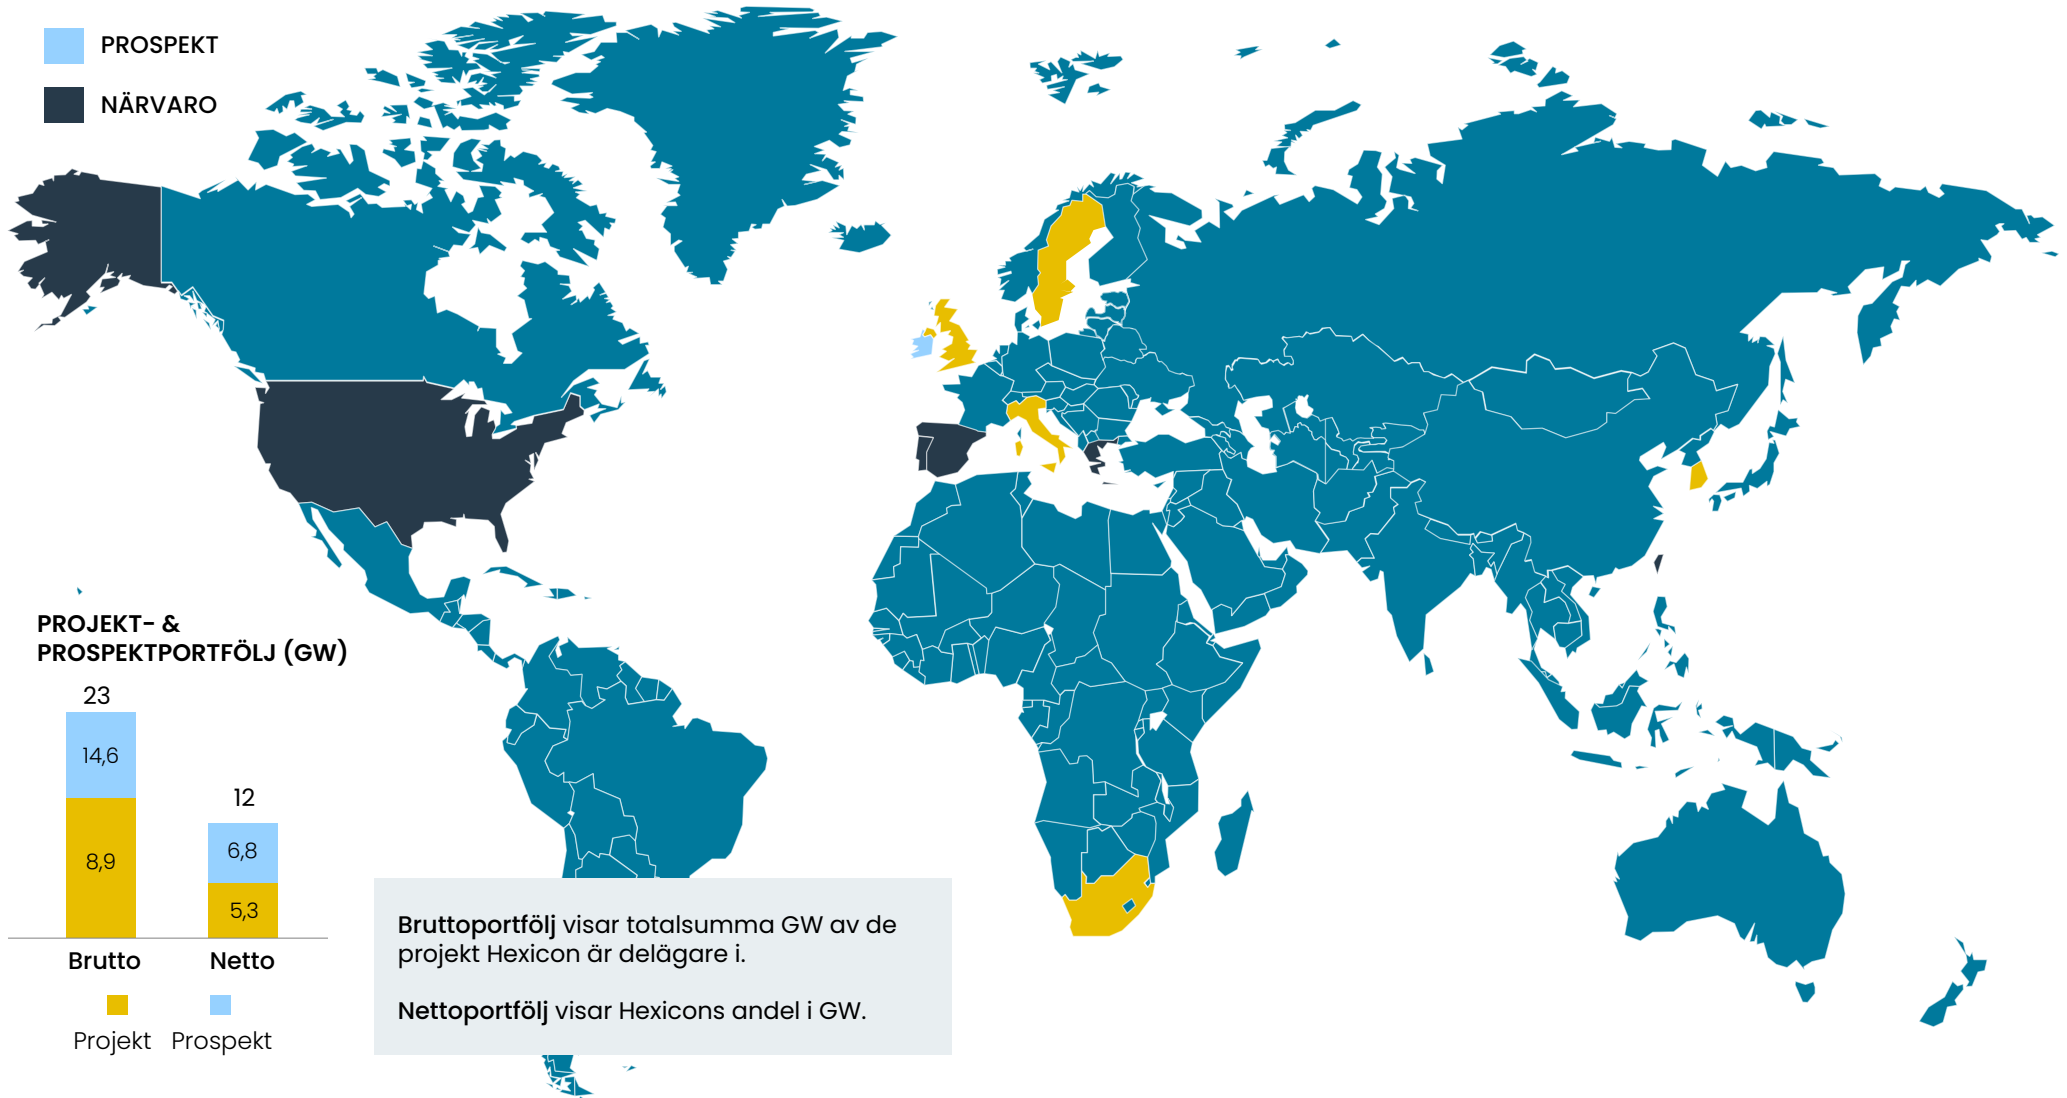 PROSPEKT
NÄRVARO
PROJEKT- &
PROSPEKTPORTFÖLJ (GW)
23
14,6
8,9
12
6,8
5,3
Brutto
Netto
Projekt
Prospekt
Bruttoportfölj visar totalsumma GW av de
projekt Hexicon är delägare i.
Nettoportfölj visar Hexicons andel i GW.